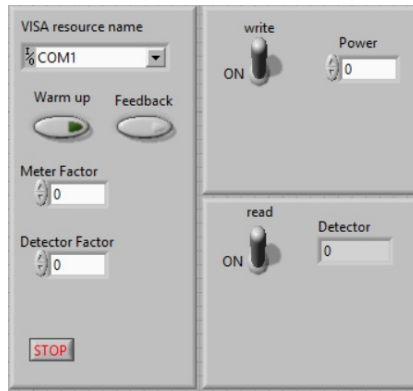 VISA resource name
COM1
Warm up
Feedback
Meter Factor
0
Detector Factor
0
STOP
write
ON
Power
0
read
ON
Detector
0